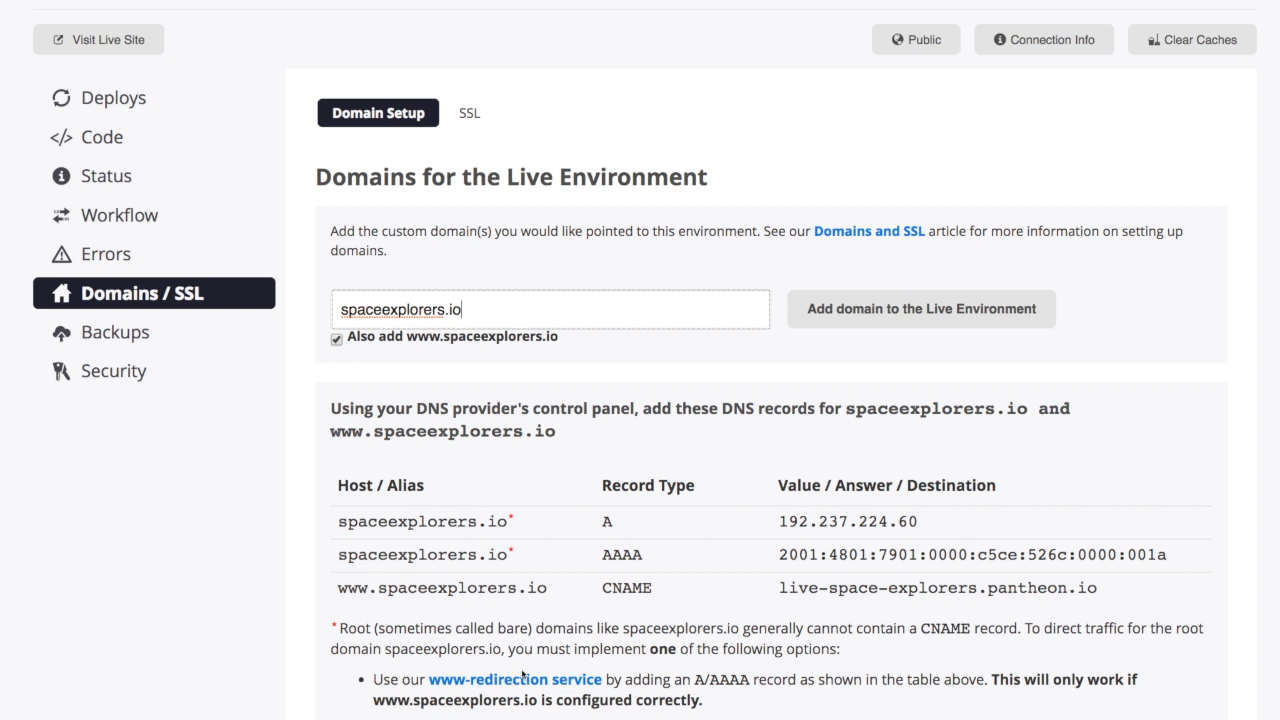 Visit Live Site
Public
Connection Info
Clear Caches
Deploys
Code
Status
Workflow
Errors
Domains / SSL
Backups
Security
Domain Setup
SSL
Domains for the Live Environment
Add the custom domain(s) you would like pointed to this environment. See our Domains and SSL article for more information on setting up
domains.
spaceexplorers.io
Add domain to the Live Environment
Also add www.spaceexplorers.io
Using your DNS provider's control panel, add these DNS records for spaceexplorers.io and
www.spaceexplorers.io
Host / Alias Record Type Value / Answer / Destination
spaceexplorers.io* A 192.237.224.60
spaceexplorers.io* AAAA 2001:4801:7901:0000:c5ce:526c:0000:001a
www.spaceexplorers.io CNAME live-space-explorers.pantheon.io
*Root (sometimes called bare) domains like spaceexplorers.io generally cannot contain a CNAME record. To direct traffic for the root
domain spaceexplorers.io, you must implement one of the following options:
• Use our www-redirection service by adding an A/AAAA record as shown in the table above. This will only work if
www.spaceexplorers.io is configured correctly.